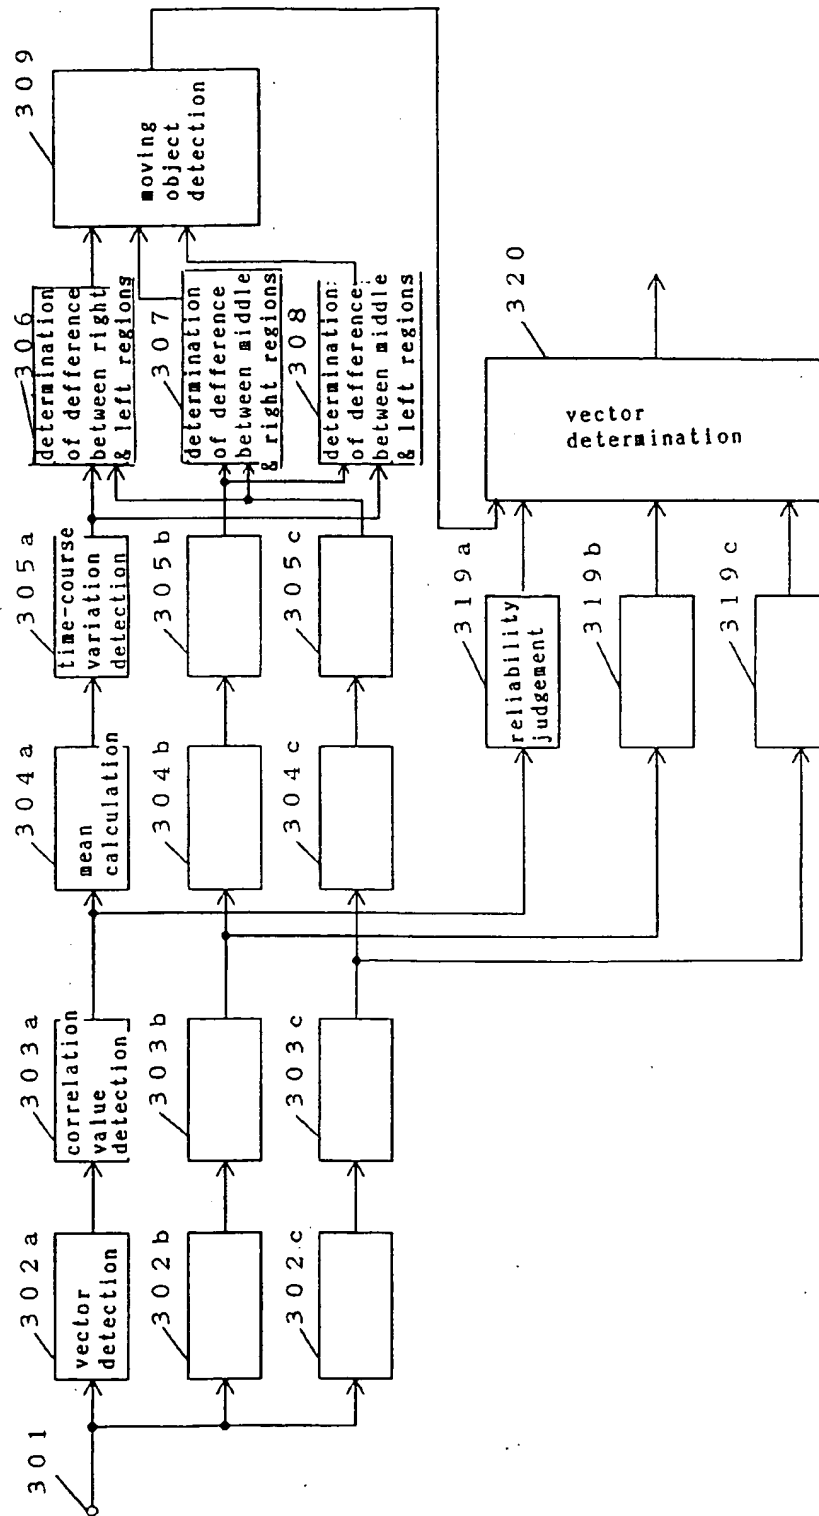 301
302a
vector
detection
302b
302c
303a
correlation
value
detection
303b
303c
304a
mean
calculation
304b
304c
305a
time-course
variation
detection
305b
305c
306
determination
of defference
between right
& left regions
307
determination
of defference
between middle
& right regions
308
determination
of defference
between middle
& left regions
309
moving
object
detection
319a
reliability
judgement
319b
319c
320
vector
determination